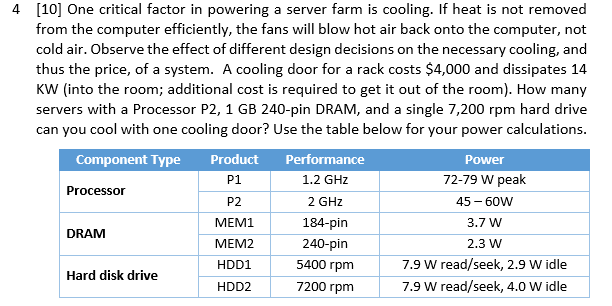 4 [10] One critical factor in powering a server farm is cooling. If heat is not removed
from the computer efficiently, the fans will blow hot air back onto the computer, not
cold air. Observe the effect of different design decisions on the necessary cooling, and
thus the price, of a system. A cooling door for a rack costs $4,000 and dissipates 14
KW (into the room; additional cost is required to get it out of the room). How many
servers with a Processor P2, 1 GB 240-pin DRAM, and a single 7,200 rpm hard drive
can you cool with one cooling door? Use the table below for your power calculations.
Component Type Product Performance Power
Processor
P1 1.2 GHz 72-79 W peak
P2 2 GHz 45 – 60W
DRAM
MEM1 184-pin 3.7 W
MEM2 240-pin 2.3 W
Hard disk drive
HDD1 5400 rpm 7.9 W read/seek, 2.9 W idle
HDD2 7200 rpm 7.9 W read/seek, 4.0 W idle